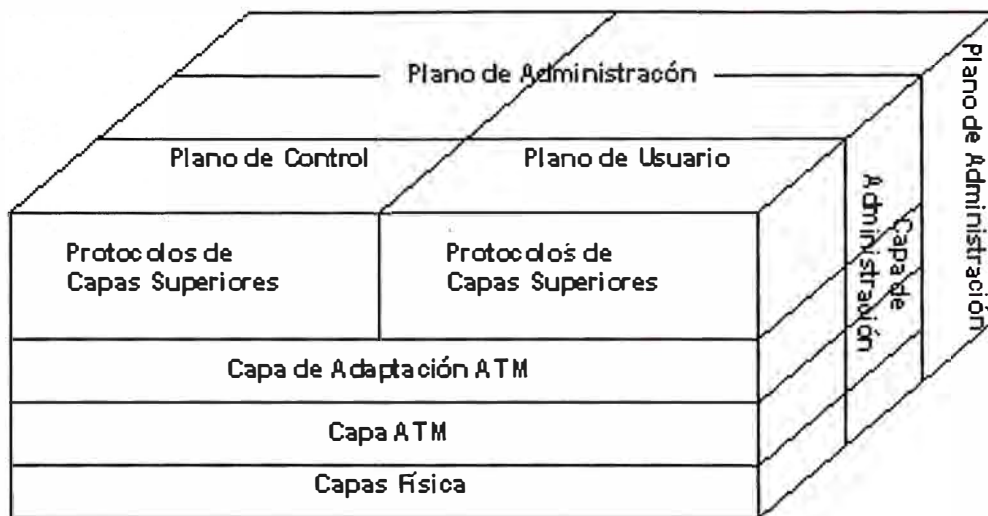 Plano de Administracón
Plano de Control
Plano de Usuario
Protocolos de
Capas Superiores
Protocolos de
Capas Superiores
Capa de Adaptación ATM
Capa ATM
Capas Física
Capa de
Administración
Plano de Administración